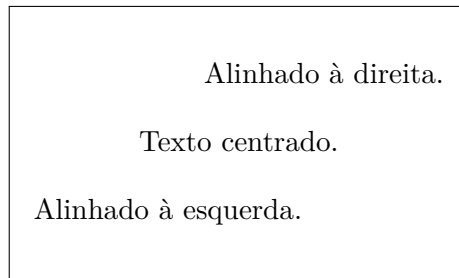 Alinhado à direita.
Texto centrado.
Alinhado à esquerda.